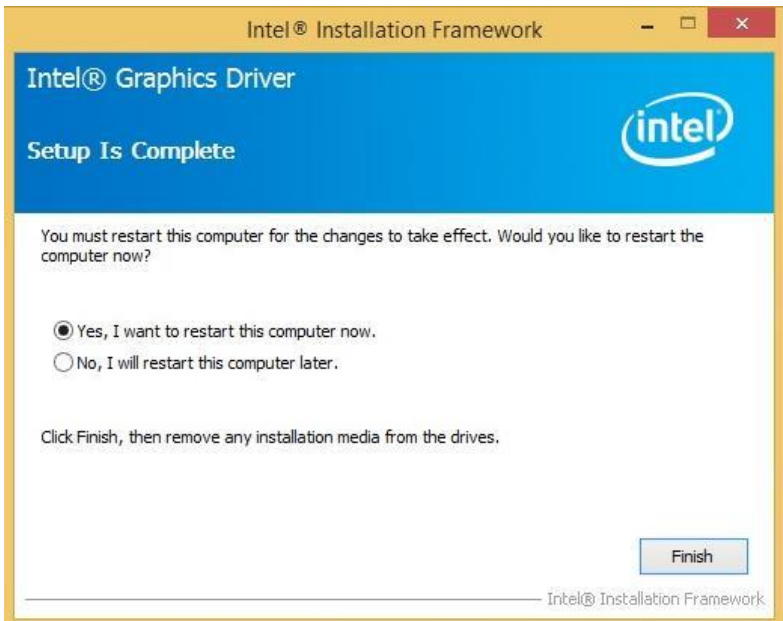 Intel® Installation Framework
Intel® Graphics Driver
intel
Setup Is Complete
You must restart this computer for the changes to take effect. Would you like to restart the
computer now?
Yes, I want to restart this computer now.
No, I will restart this computer later.
Click Finish, then remove any installation media from the drives.
Finish
Intel® Installation Framework